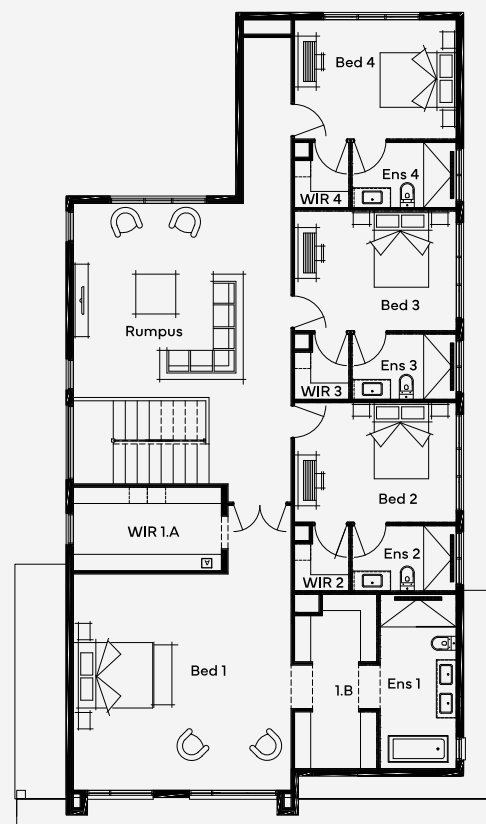 Bed 4
Ens 4
WIR 4
Bed 3
Rumpus
Ens 3
WIR 3
Bed 2
WIR 1.A
Ens 2
WIR 2
A
Bed 1
1.B
Ens 1